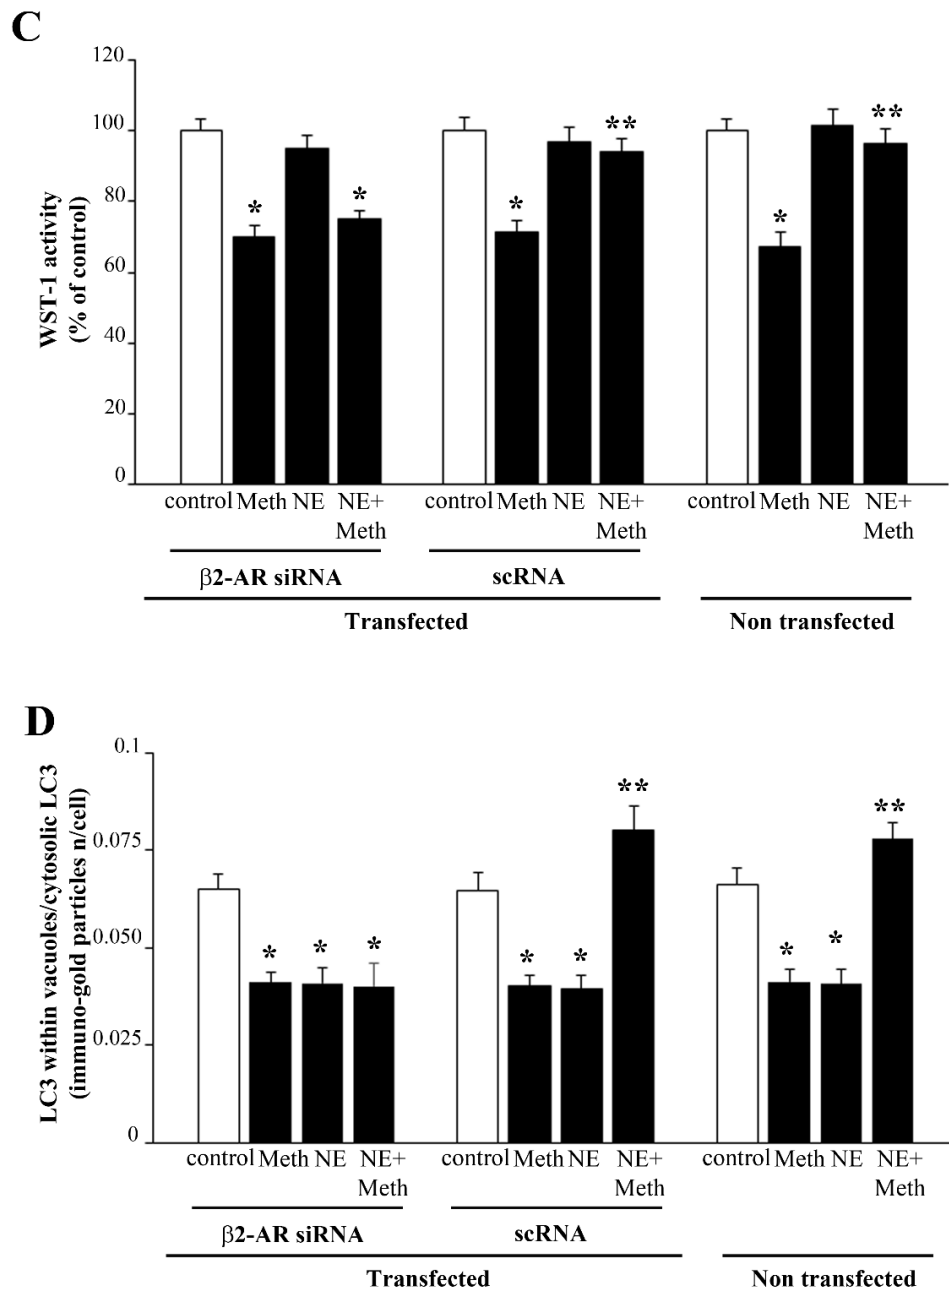 C
120
100
80
60
40
20
0
WST-1 activity
(% of control)
*
*
*
**
*
**
control Meth NE NE+ control Meth NE NE+ control Meth NE NE+
Meth Meth Meth
β2-AR siRNA scRNA
Transfected Non transfected
D
0.1
0.075
0.050
0.025
0
LC3 within vacuoles/cytosolic LC3
(immuno-gold particles n/cell)
*
*
*
*
*
**
*
*
**
control Meth NE NE+ control Meth NE NE+ control Meth NE NE+
Meth Meth Meth
β2-AR siRNA scRNA
Transfected Non transfected